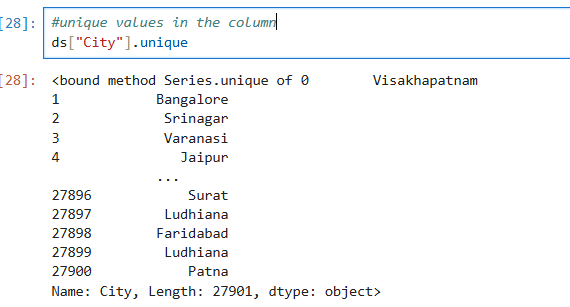 [28]: #unique values in the column
ds["City"].unique
[28]: <bound method Series.unique of 0        Visakhapatnam
1            Bangalore
2             Srinagar
3             Varanasi
4               Jaipur
             ...
27896            Surat
27897         Ludhiana
27898        Faridabad
27899         Ludhiana
27900            Patna
Name: City, Length: 27901, dtype: object>